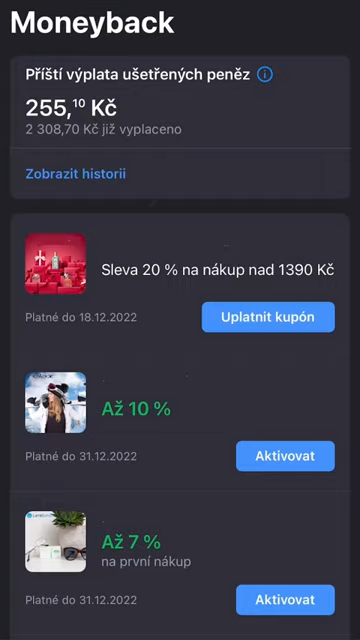 Moneyback
Příští výplata ušetřených peněz
255,¹⁰ Kč
2 308,70 Kč již vyplaceno
Zobrazit historii
Sleva 20 % na nákup nad 1390 Kč
Platné do 18.12.2022
Uplatnit kupón
Až 10 %
Platné do 31.12.2022
Aktivovat
Až 7 %
na první nákup
Platné do 31.12.2022
Aktivovat